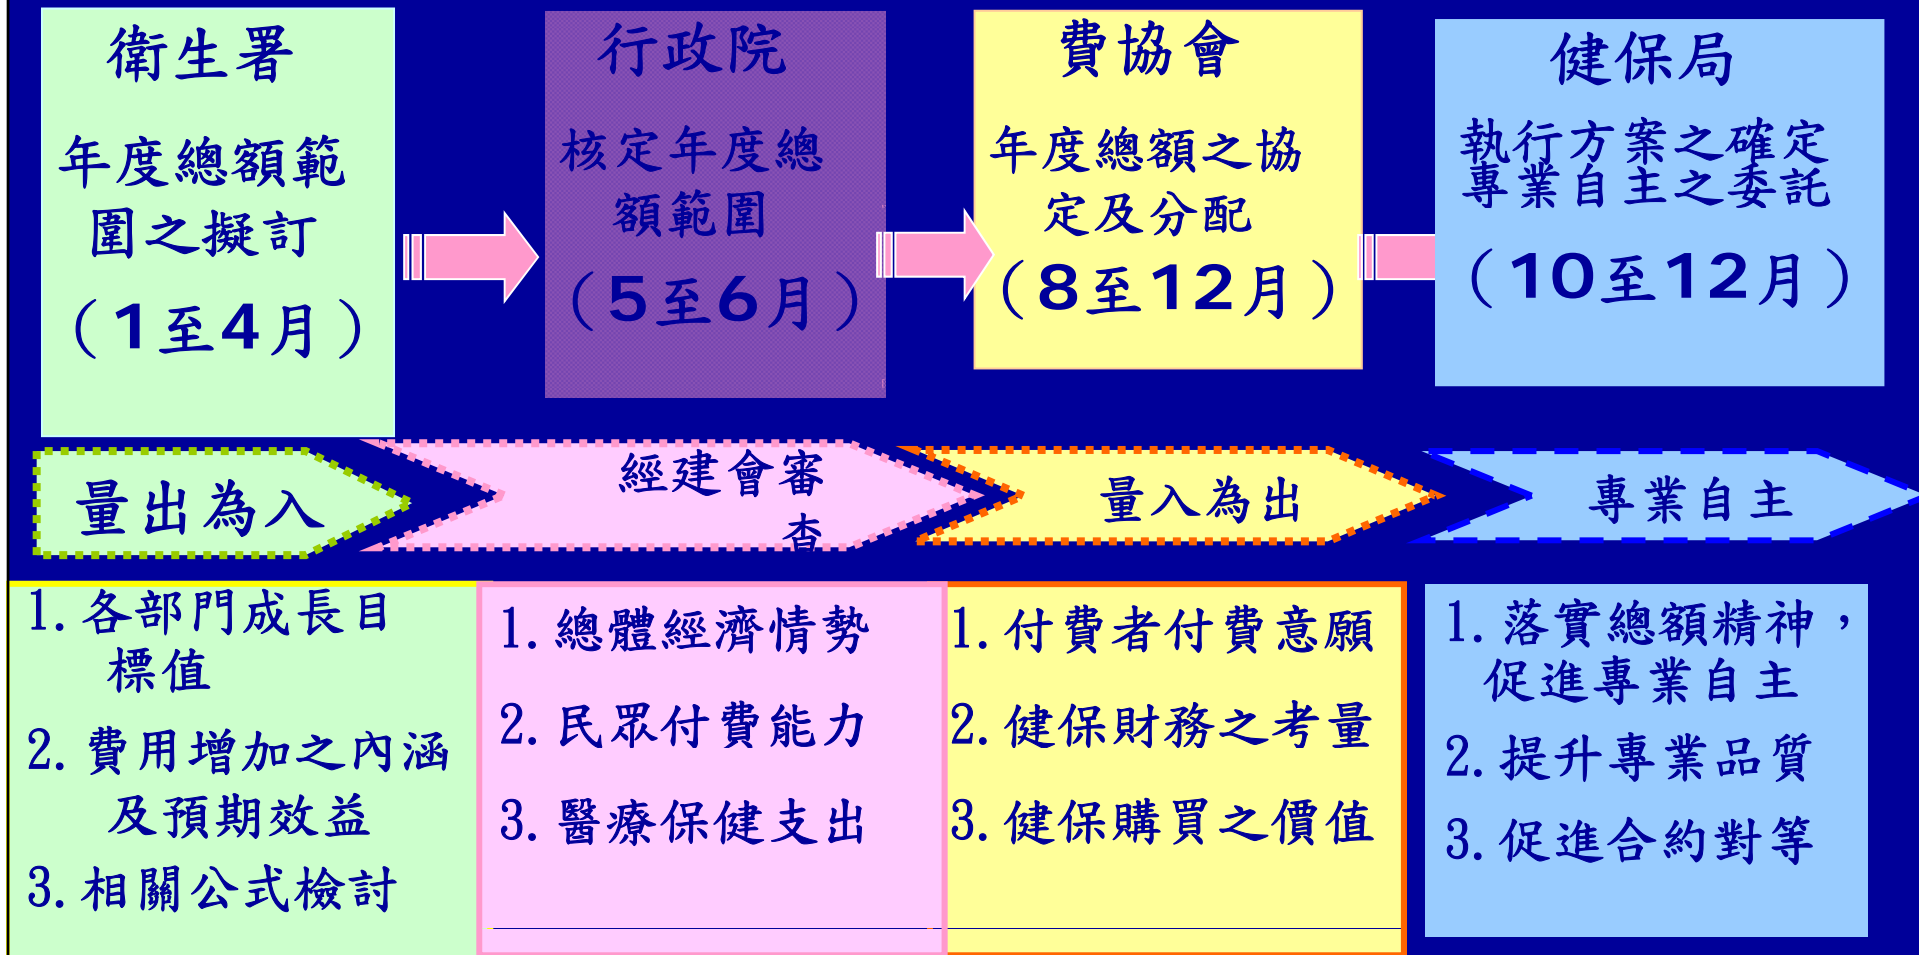 衛生署
年度總額範
圍之擬訂
（1至4月）
行政院
核定年度總
額範圍
（5至6月）
費協會
年度總額之協
定及分配
（8至12月）
健保局
執行方案之確定
專業自主之委託
（10至12月）
量出為入
經建會審
查
量入為出
專業自主
1.各部門成長目
標值
2.費用增加之內涵
及預期效益
3.相關公式檢討
1.總體經濟情勢
2.民眾付費能力
3.醫療保健支出
1.付費者付費意願
2.健保財務之考量
3.健保購買之價值
1.落實總額精神，
促進專業自主
2.提升專業品質
3.促進合約對等